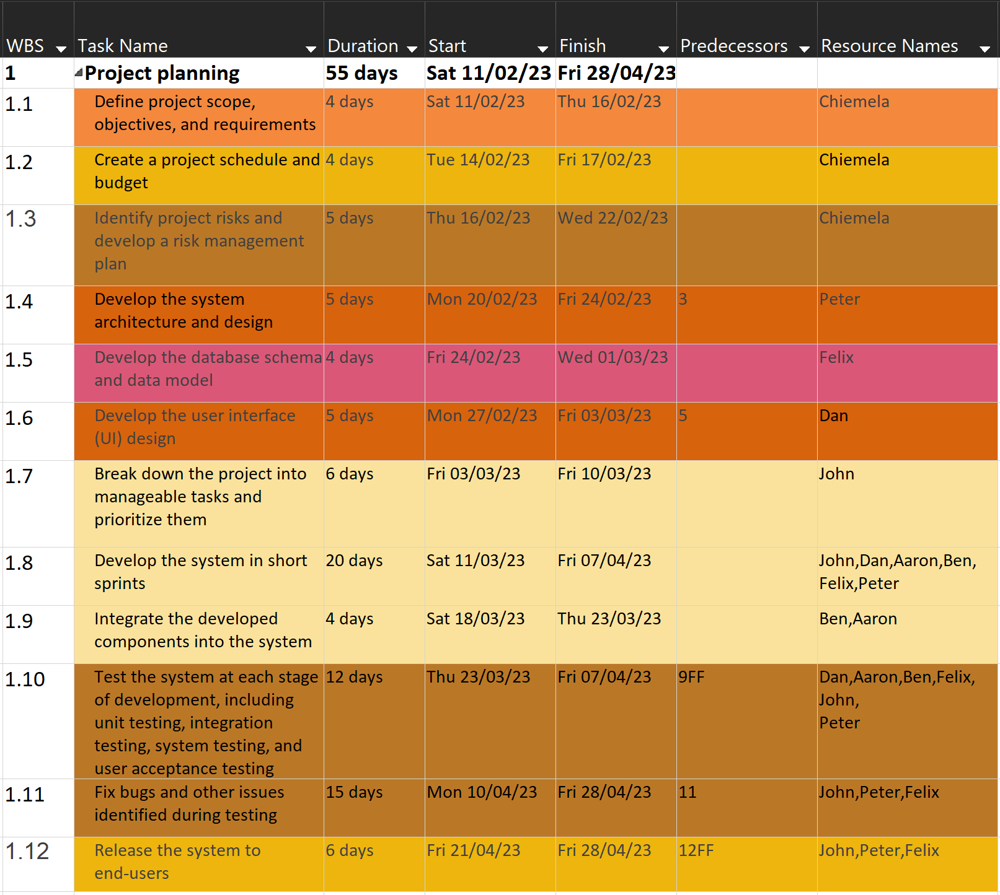 WBS Task Name Duration Start Finish Predecessors Resource Names
1 Project planning 55 days Sat 11/02/23 Fri 28/04/23
1.1 Define project scope, 4 days Sat 11/02/23 Thu 16/02/23 Chiemela
objectives, and requirements
1.2 Create a project schedule and 4 days Tue 14/02/23 Fri 17/02/23 Chiemela
budget
1.3 Identify project risks and 5 days Thu 16/02/23 Wed 22/02/23 Chiemela
develop a risk management
plan
1.4 Develop the system 5 days Mon 20/02/23 Fri 24/02/23 3 Peter
architecture and design
1.5 Develop the database schema 4 days Fri 24/02/23 Wed 01/03/23 Felix
and data model
1.6 Develop the user interface 5 days Mon 27/02/23 Fri 03/03/23 5 Dan
(UI) design
1.7 Break down the project into 6 days Fri 03/03/23 Fri 10/03/23 John
manageable tasks and
prioritize them
1.8 Develop the system in short 20 days Sat 11/03/23 Fri 07/04/23 John,Dan,Aaron,Ben,
sprints Felix,Peter
1.9 Integrate the developed 4 days Sat 18/03/23 Thu 23/03/23 Ben,Aaron
components into the system
1.10 Test the system at each stage 12 days Thu 23/03/23 Fri 07/04/23 9FF Dan,Aaron,Ben,Felix,
of development, including John,
unit testing, integration Peter
testing, system testing, and
user acceptance testing
1.11 Fix bugs and other issues 15 days Mon 10/04/23 Fri 28/04/23 11 John,Peter,Felix
identified during testing
1.12 Release the system to 6 days Fri 21/04/23 Fri 28/04/23 12FF John,Peter,Felix
end-users